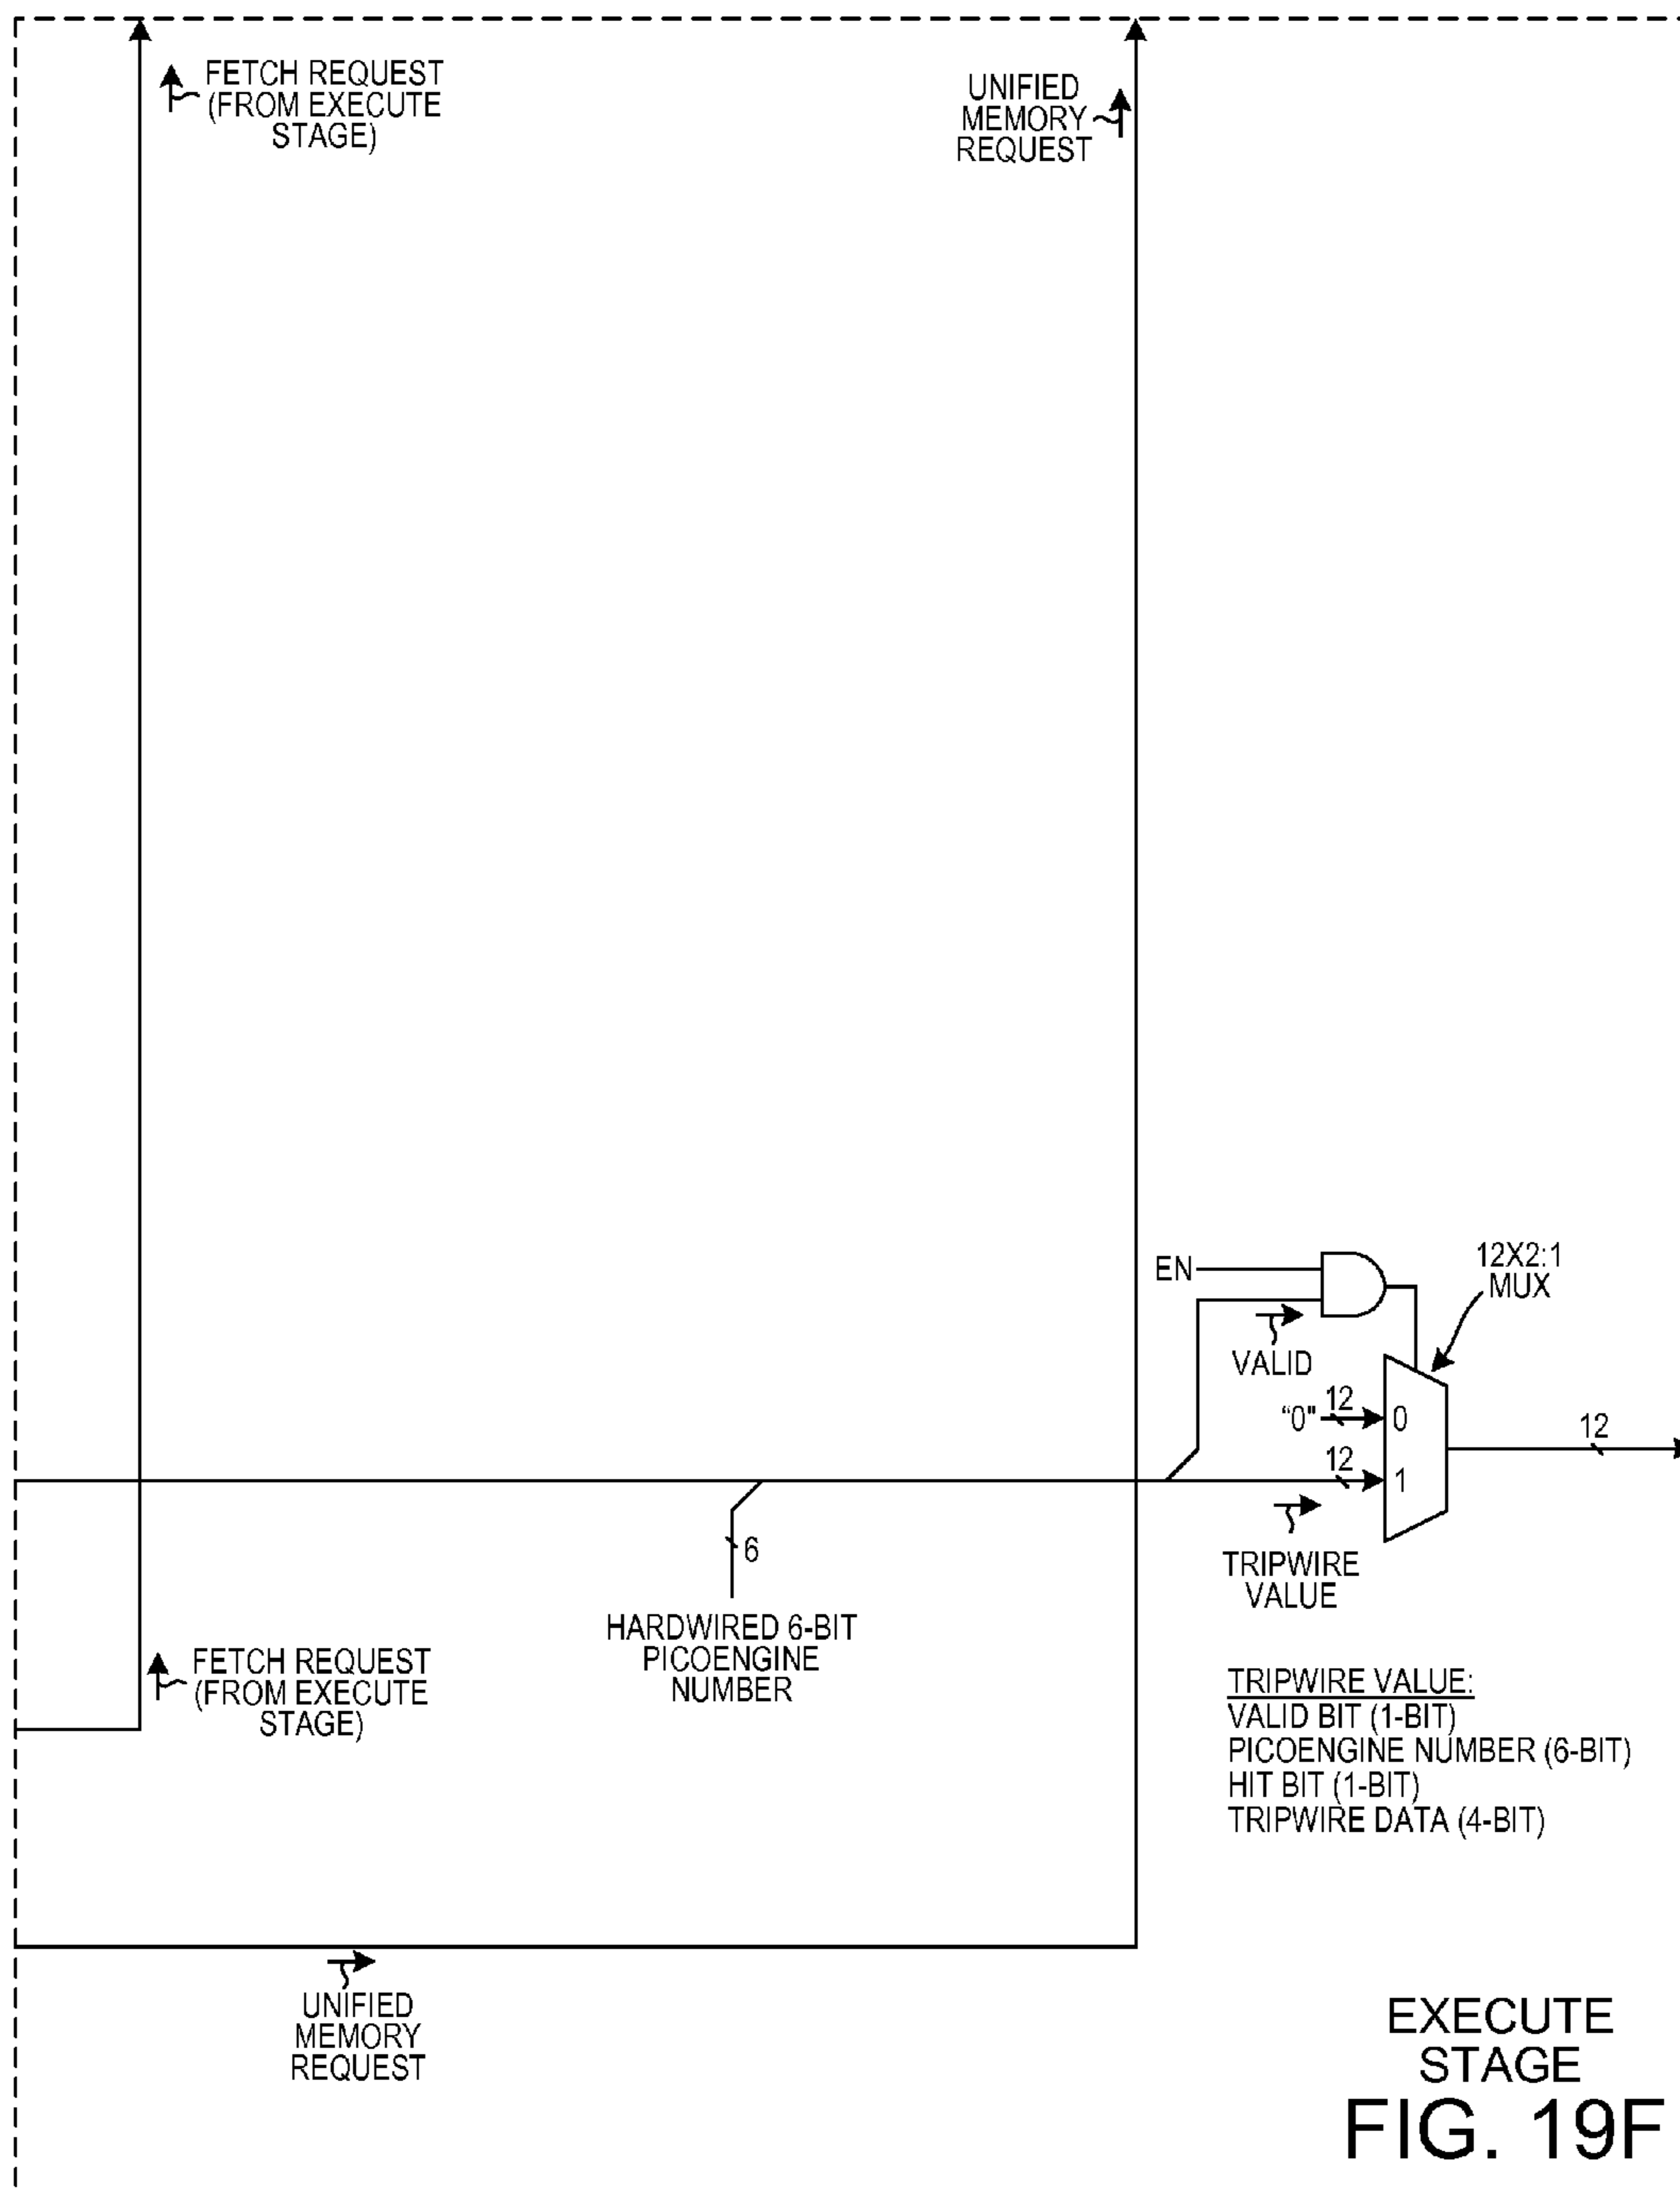 FETCH REQUEST
(FROM EXECUTE
STAGE)
UNIFIED
MEMORY
REQUEST
EN
12X2:1
MUX
VALID
"0"
12
0
12
12
1
6
TRIPWIRE
VALUE
HARDWIRED 6-BIT
PICOENGINE
NUMBER
FETCH REQUEST
(FROM EXECUTE
STAGE)
TRIPWIRE VALUE:
VALID BIT (1-BIT)
PICOENGINE NUMBER (6-BIT)
HIT BIT (1-BIT)
TRIPWIRE DATA (4-BIT)
UNIFIED
MEMORY
REQUEST
EXECUTE
STAGE
FIG. 19F